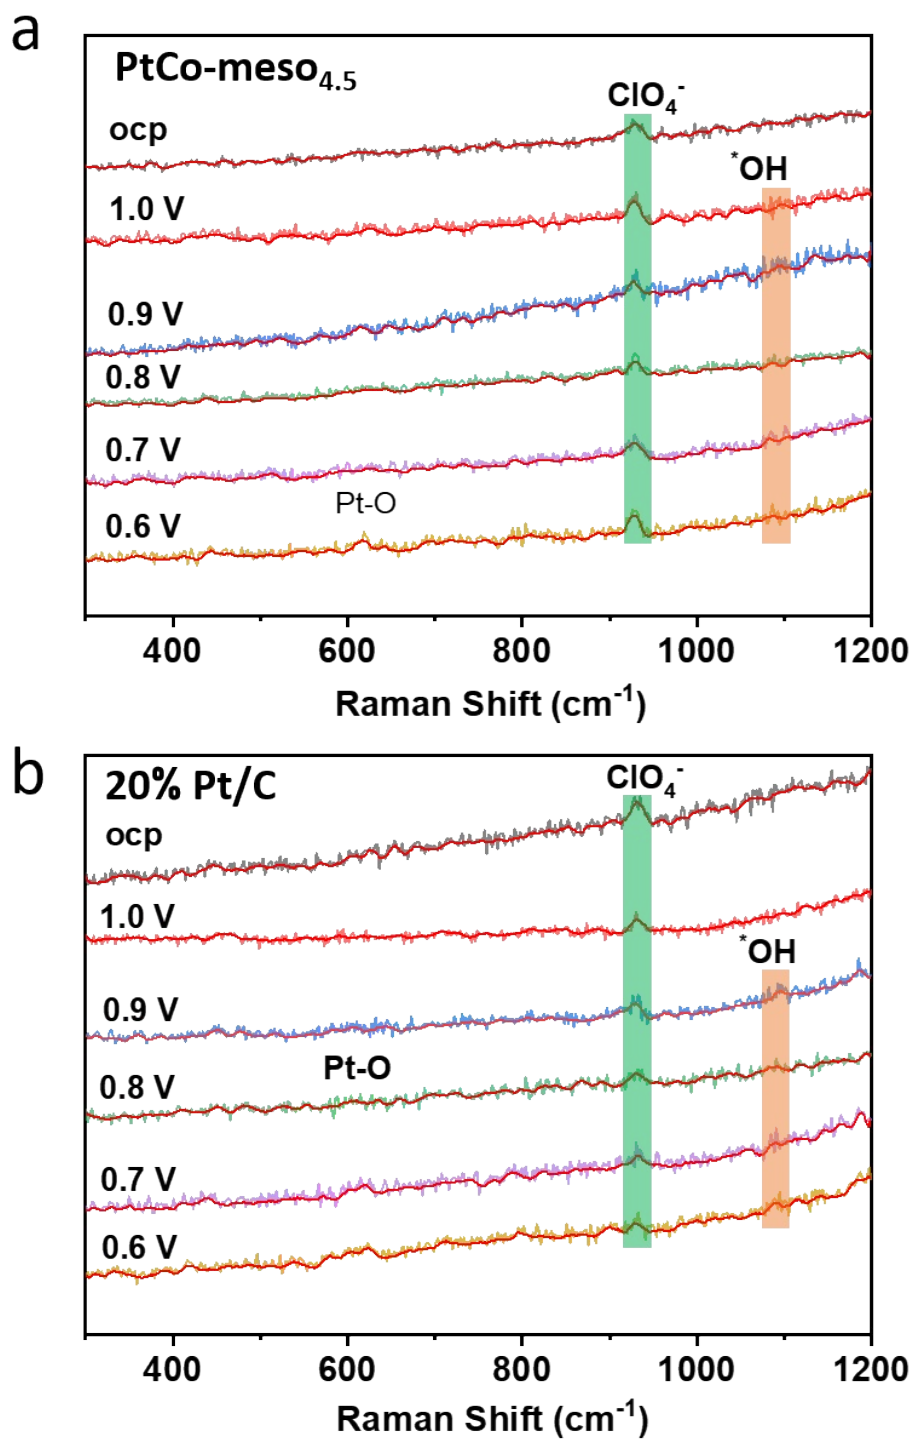 a
PtCo-meso4.5
ClO4-
ocp
*OH
1.0 V
0.9 V
0.8 V
0.7 V
Pt-O
0.6 V
400 600 800 1000 1200
Raman Shift (cm-1)
b
20% Pt/C
ClO4-
ocp
1.0 V
*OH
0.9 V
Pt-O
0.8 V
0.7 V
0.6 V
400 600 800 1000 1200
Raman Shift (cm-1)